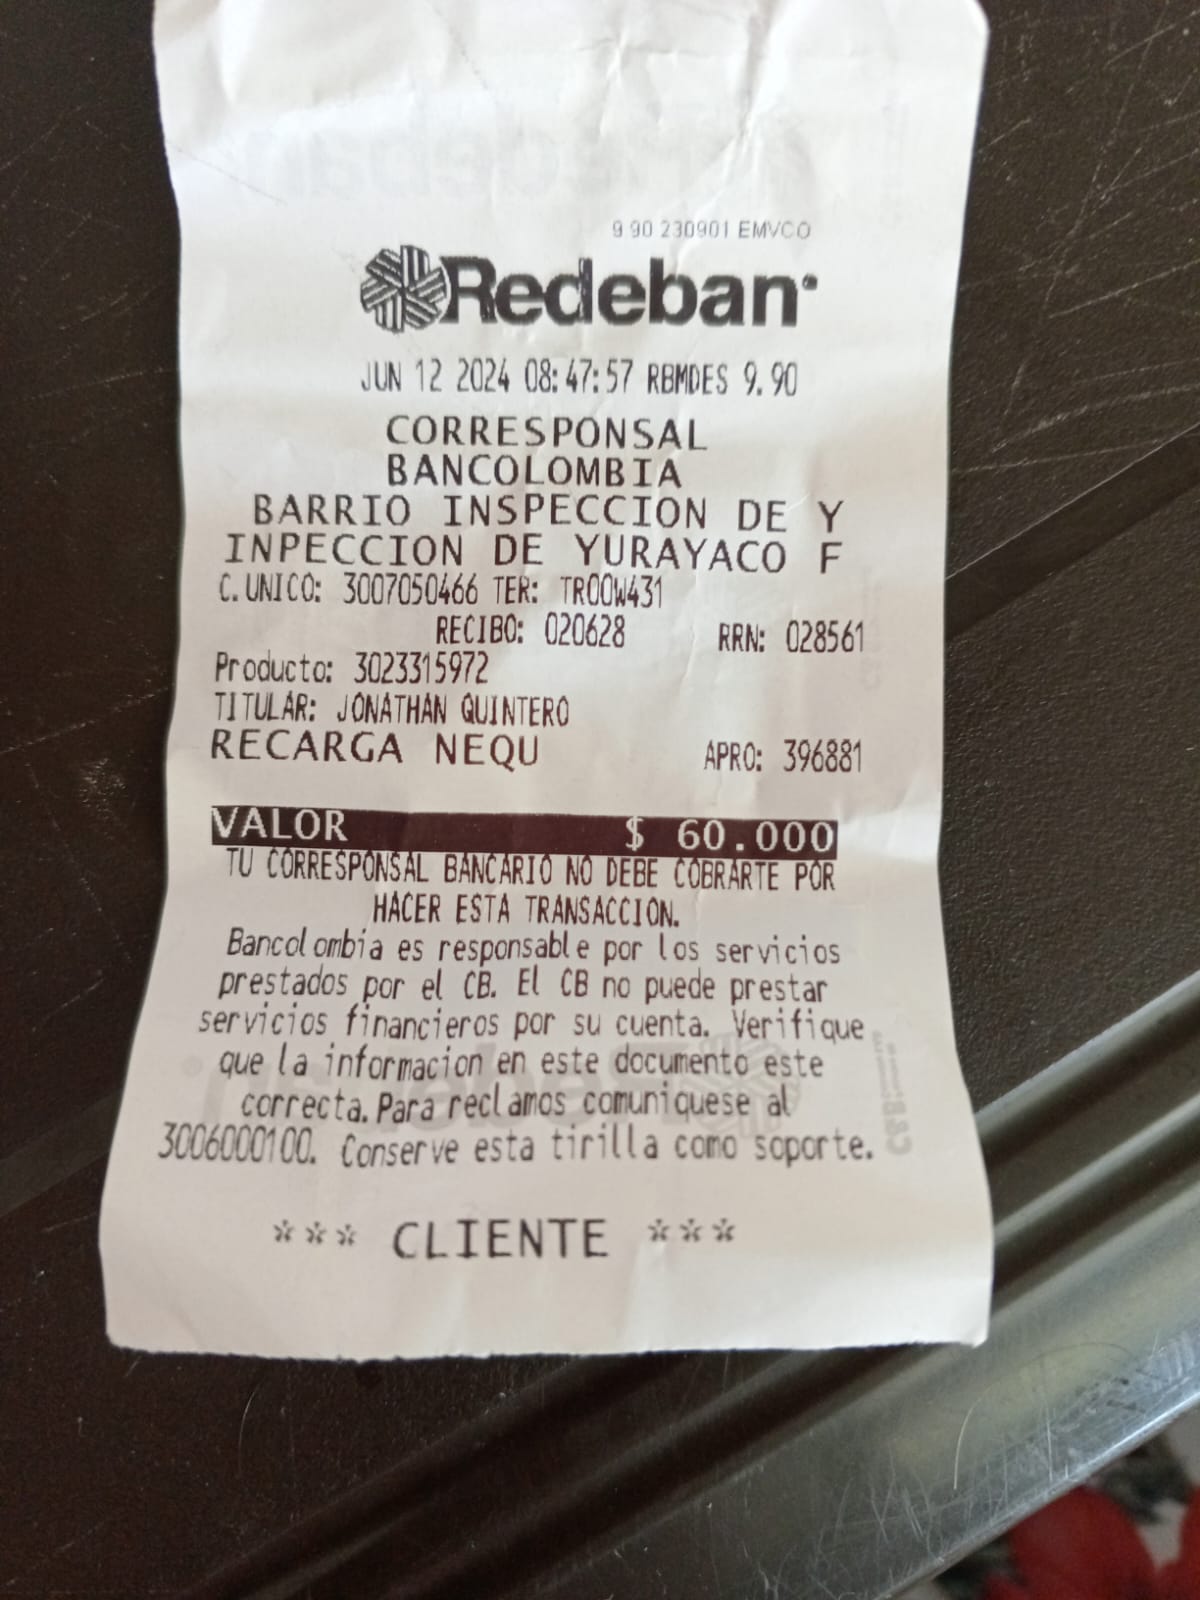 9.90 230901 EMVCO
Redeban
JUN 12 2024 08:47:57 RBMDES 9.90
CORRESPONSAL
BANCOLOMBIA
BARRIO INSPECCION DE Y
INPECCION DE YURAYACO F
C.UNICO: 3007050466 TER: TR00W431
RECIBO: 020628 RRN: 028561
Producto: 3023315972
TITULAR: JONATHAN QUINTERO
RECARGA NEQU APRO: 396881
VALOR $ 60.000
TU CORRESPONSAL BANCARIO NO DEBE COBRARTE POR
HACER ESTA TRANSACCION.
Bancolombia es responsable por los servicios
prestados por el CB. El CB no puede prestar
servicios financieros por su cuenta. Verifique
que la informacion en este documento este
correcta. Para reclamos comuniquese al
3006000100. Conserve esta tirilla como soporte.
*** CLIENTE ***